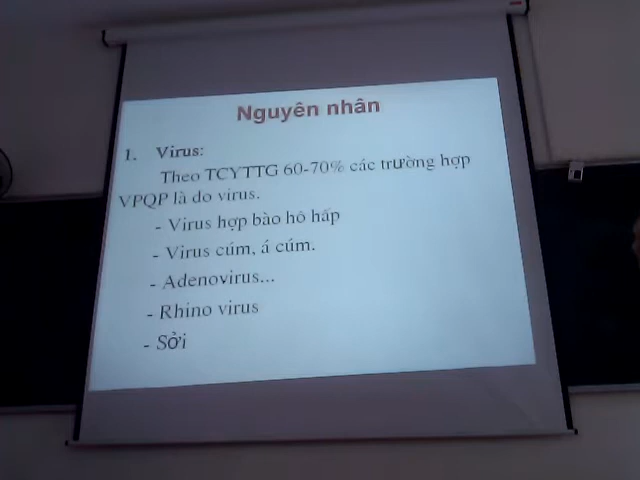 Nguyên nhân
1. Virus:
Theo TCYTTG 60-70% các trường hợp
VPQP là do virus.
- Virus hợp bào hô hấp
- Virus cúm, á cúm.
- Adenovirus...
- Rhino virus
- Sởi